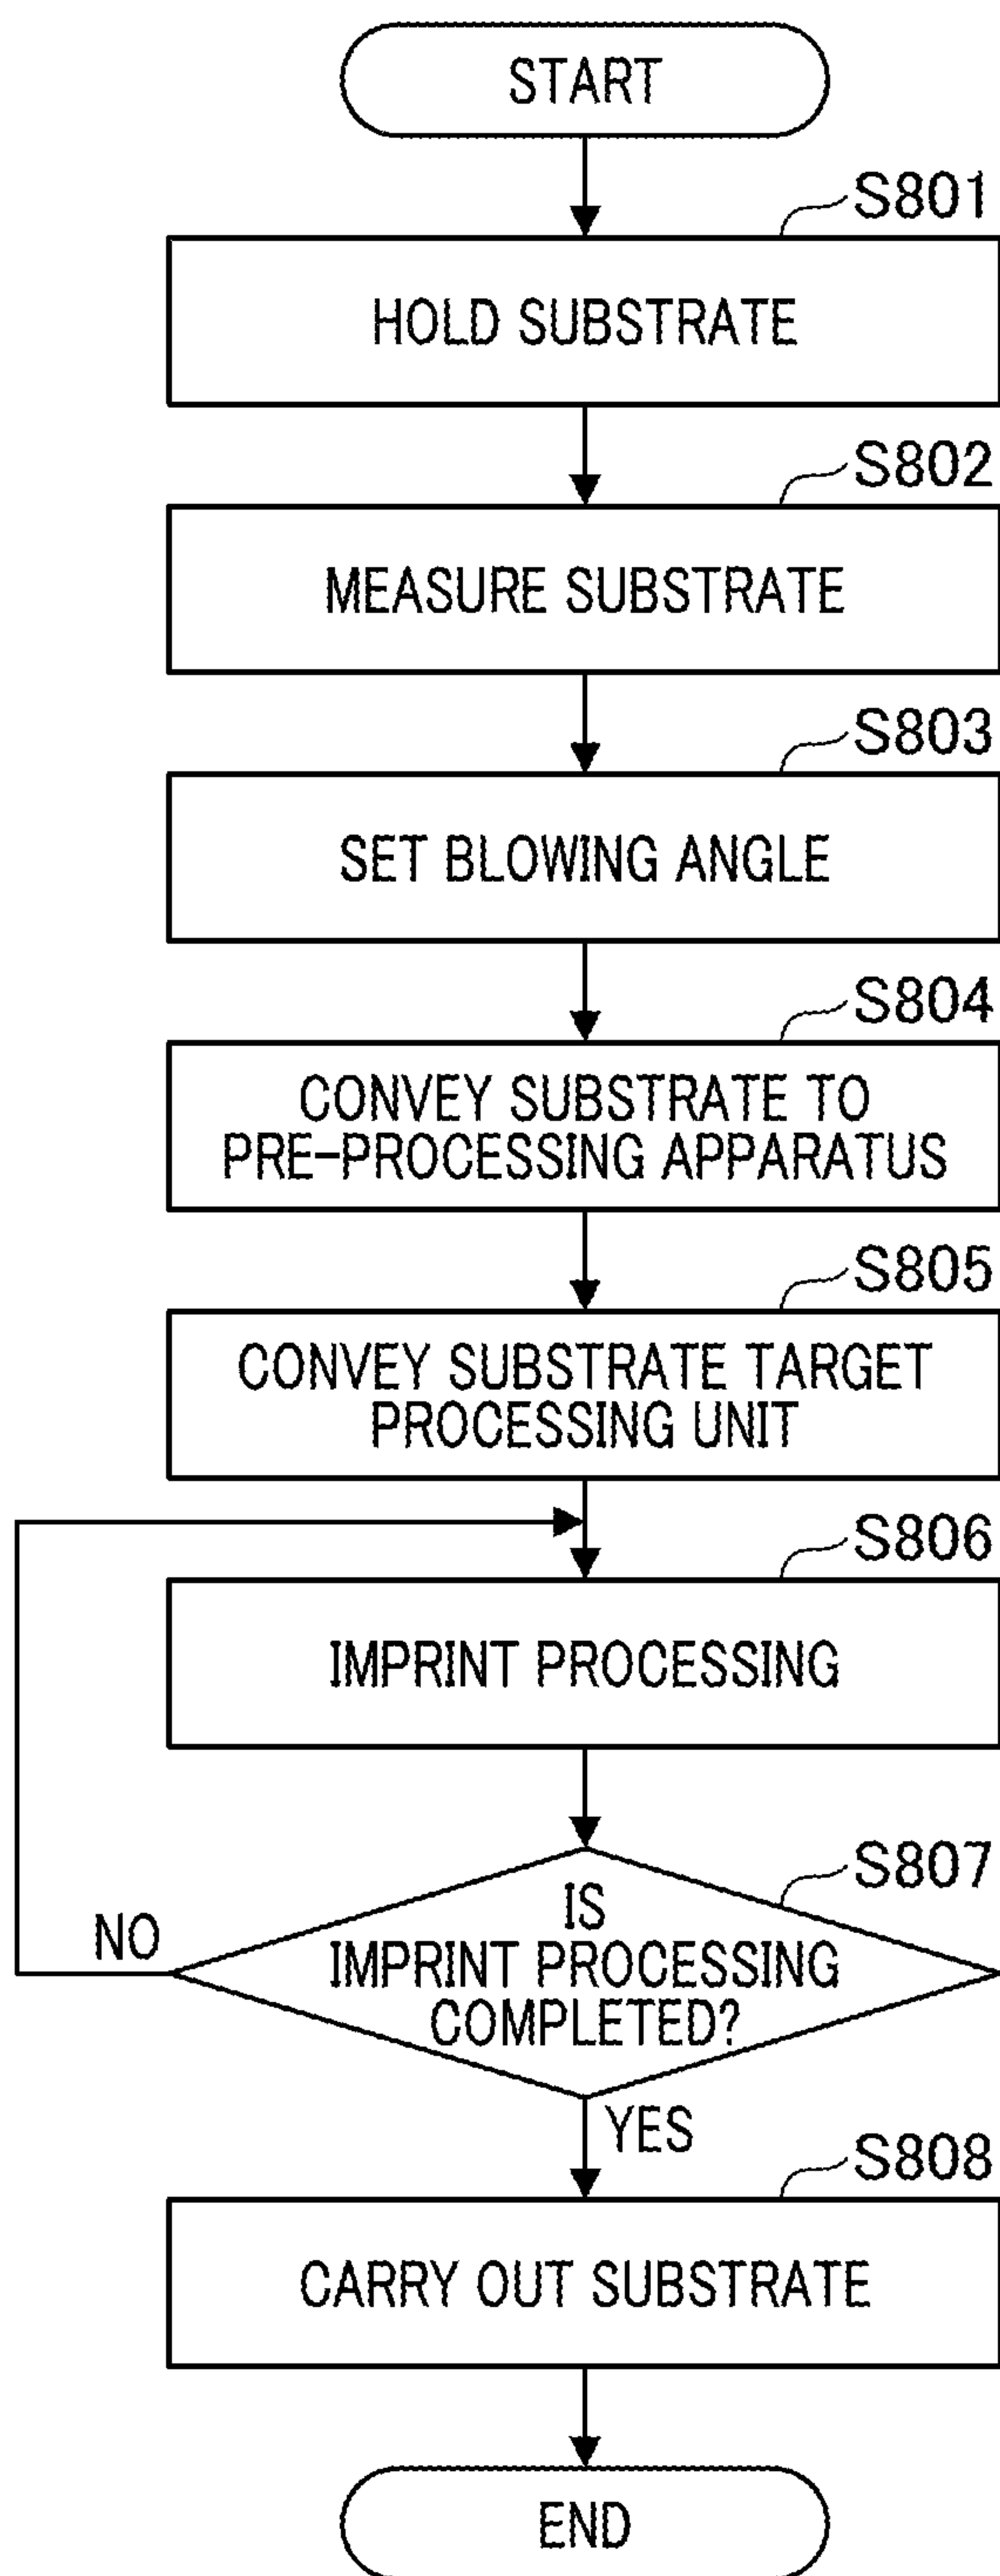 START
S801
HOLD SUBSTRATE
S802
MEASURE SUBSTRATE
S803
SET BLOWING ANGLE
S804
CONVEY SUBSTRATE TO
PRE-PROCESSING APPARATUS
S805
CONVEY SUBSTRATE TARGET
PROCESSING UNIT
S806
IMPRINT PROCESSING
S807
IS
IMPRINT PROCESSING
COMPLETED?
NO
YES
S808
CARRY OUT SUBSTRATE
END